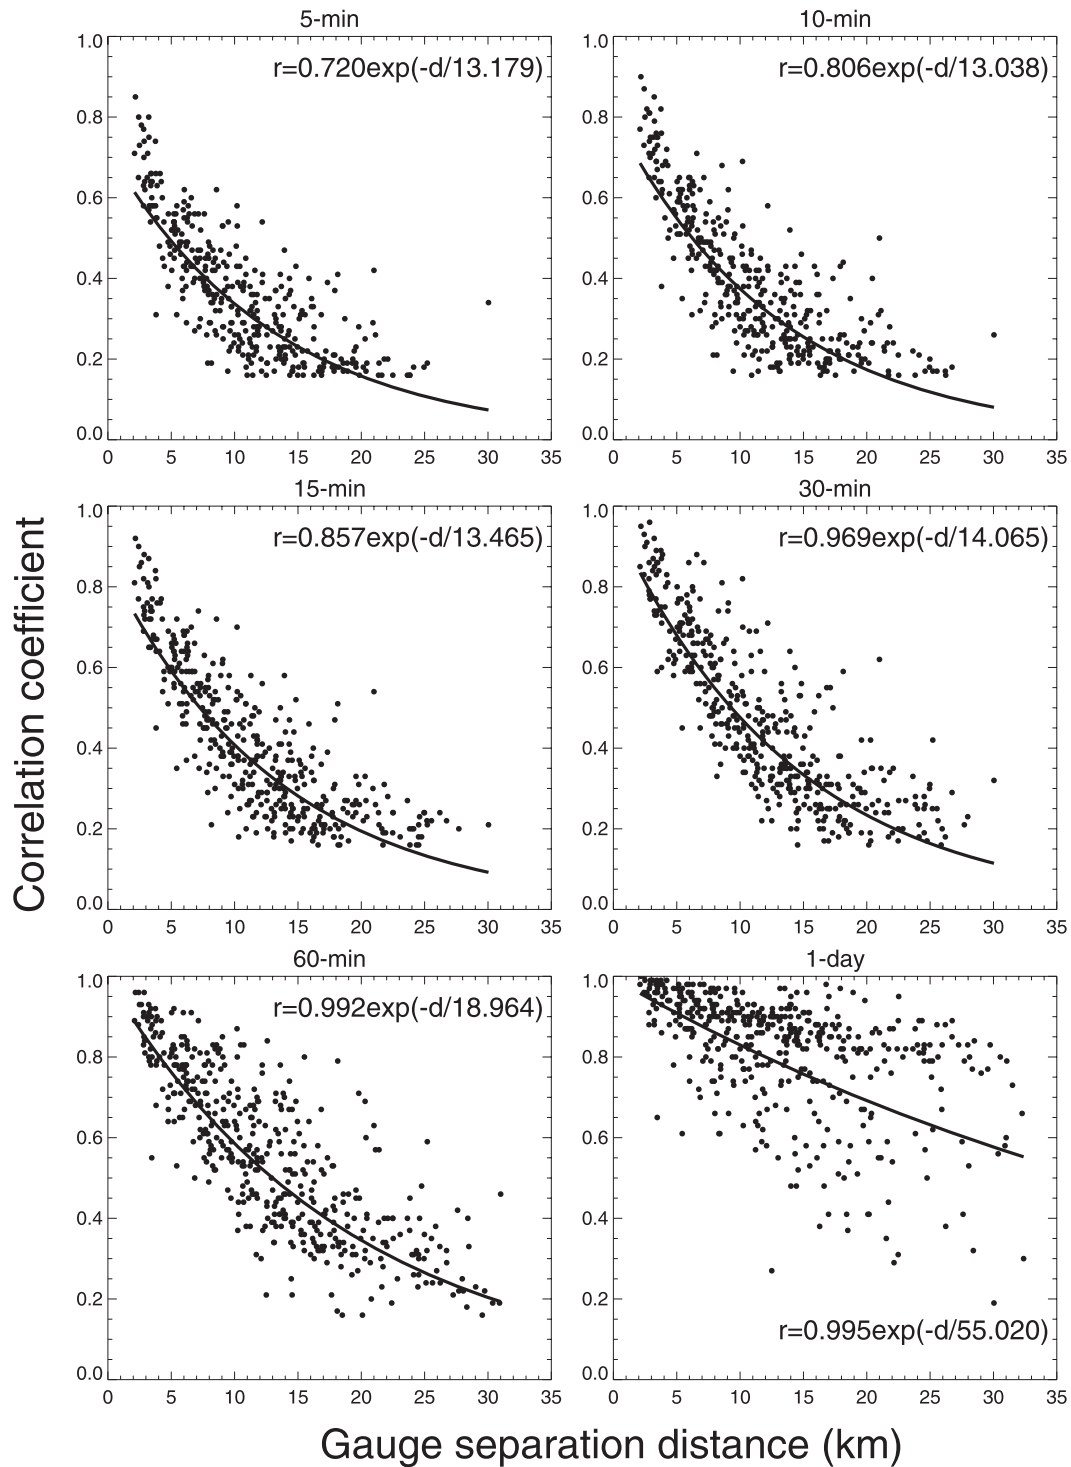 5-min
10-min
r=0.720exp(-d/13.179)
r=0.806exp(-d/13.038)
1.0
0.8
0.6
0.4
0.2
0.0
0 5 10 15 20 25 30 35
1.0
0.8
0.6
0.4
0.2
0.0
0 5 10 15 20 25 30 35
15-min
30-min
r=0.857exp(-d/13.465)
r=0.969exp(-d/14.065)
1.0
0.8
0.6
0.4
0.2
0.0
0 5 10 15 20 25 30 35
1.0
0.8
0.6
0.4
0.2
0.0
0 5 10 15 20 25 30 35
60-min
1-day
r=0.992exp(-d/18.964)
r=0.995exp(-d/55.020)
1.0
0.8
0.6
0.4
0.2
0.0
0 5 10 15 20 25 30 35
1.0
0.8
0.6
0.4
0.2
0.0
0 5 10 15 20 25 30 35
Correlation coefficient
Gauge separation distance (km)